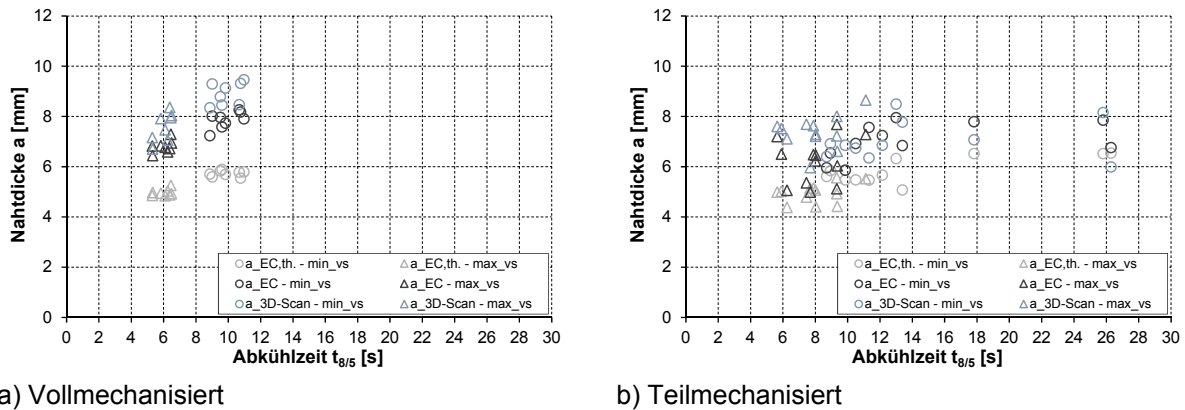 12
10
8
6
4
2
0
Nahtdicke a [mm]
a_EC,th. - min_vs a_EC,th. - max_vs
a_EC - min_vs a_EC - max_vs
a_3D-Scan - min_vs a_3D-Scan - max_vs
0 2 4 6 8 10 12 14 16 18 20 22 24 26 28 30
Abkühlzeit t8/5 [s]
a) Vollmechanisiert
12
10
8
6
4
2
0
Nahtdicke a [mm]
a_EC,th. - min_vs a_EC,th. - max_vs
a_EC - min_vs a_EC - max_vs
a_3D-Scan - min_vs a_3D-Scan - max_vs
0 2 4 6 8 10 12 14 16 18 20 22 24 26 28 30
Abkühlzeit t8/5 [s]
b) Teilmechanisiert